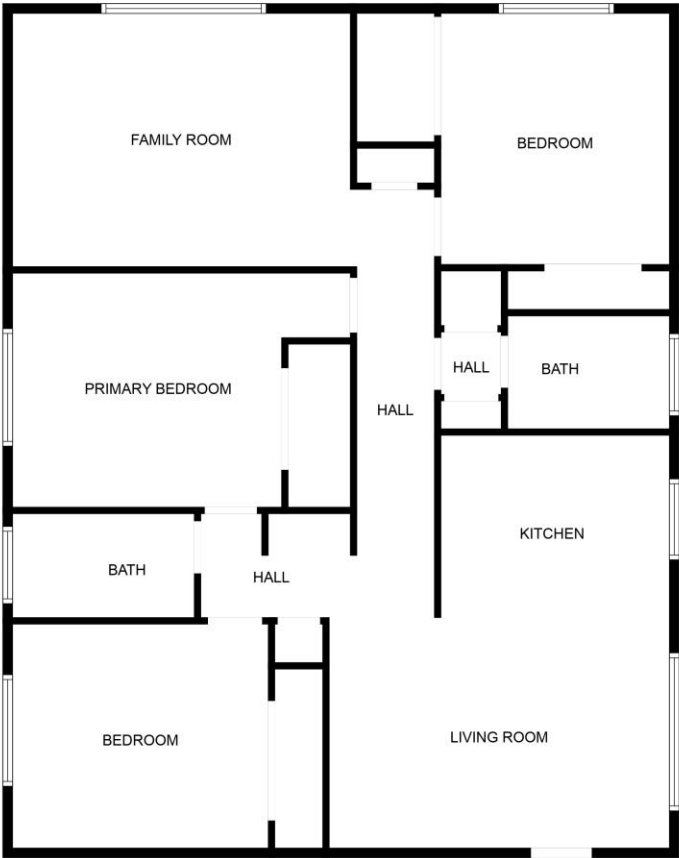 FAMILY ROOM
BEDROOM
PRIMARY BEDROOM
HALL
BATH
HALL
KITCHEN
BATH
HALL
BEDROOM
LIVING ROOM